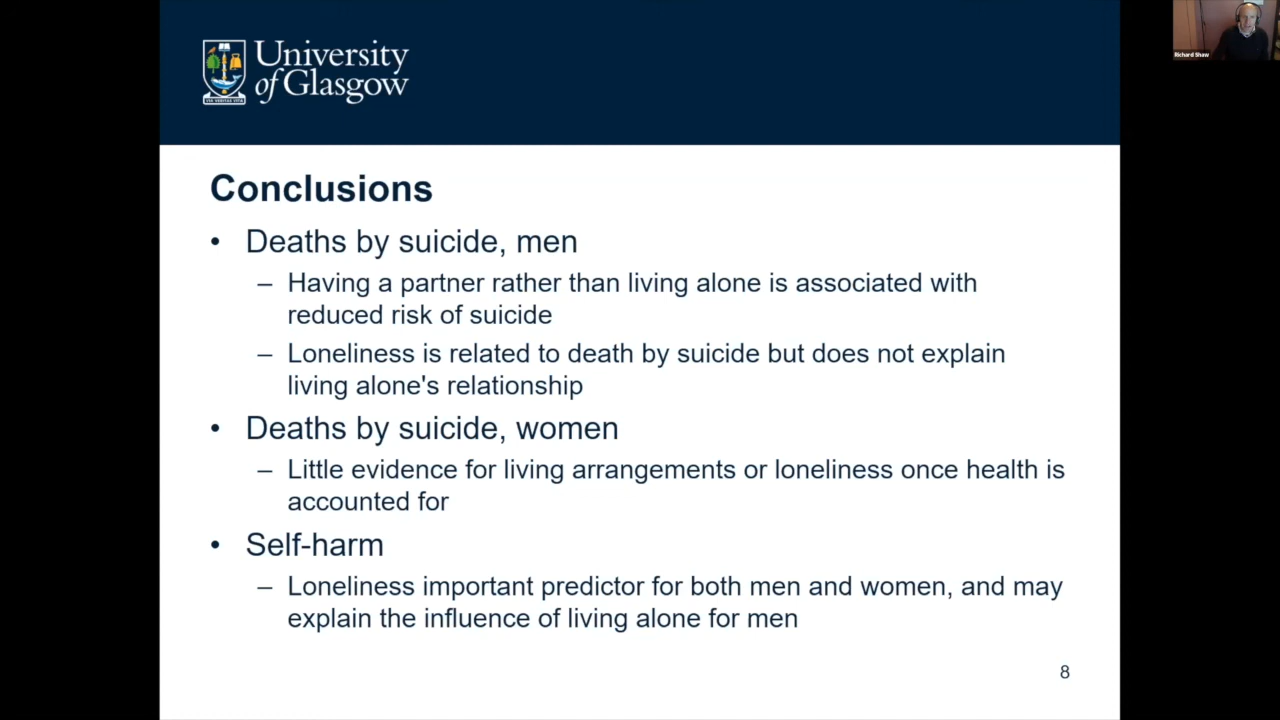 University
of Glasgow
VIA VERITAS VITA
Richard Shaw
Conclusions
• Deaths by suicide, men
– Having a partner rather than living alone is associated with
reduced risk of suicide
– Loneliness is related to death by suicide but does not explain
living alone's relationship
• Deaths by suicide, women
– Little evidence for living arrangements or loneliness once health is
accounted for
• Self-harm
– Loneliness important predictor for both men and women, and may
explain the influence of living alone for men
8